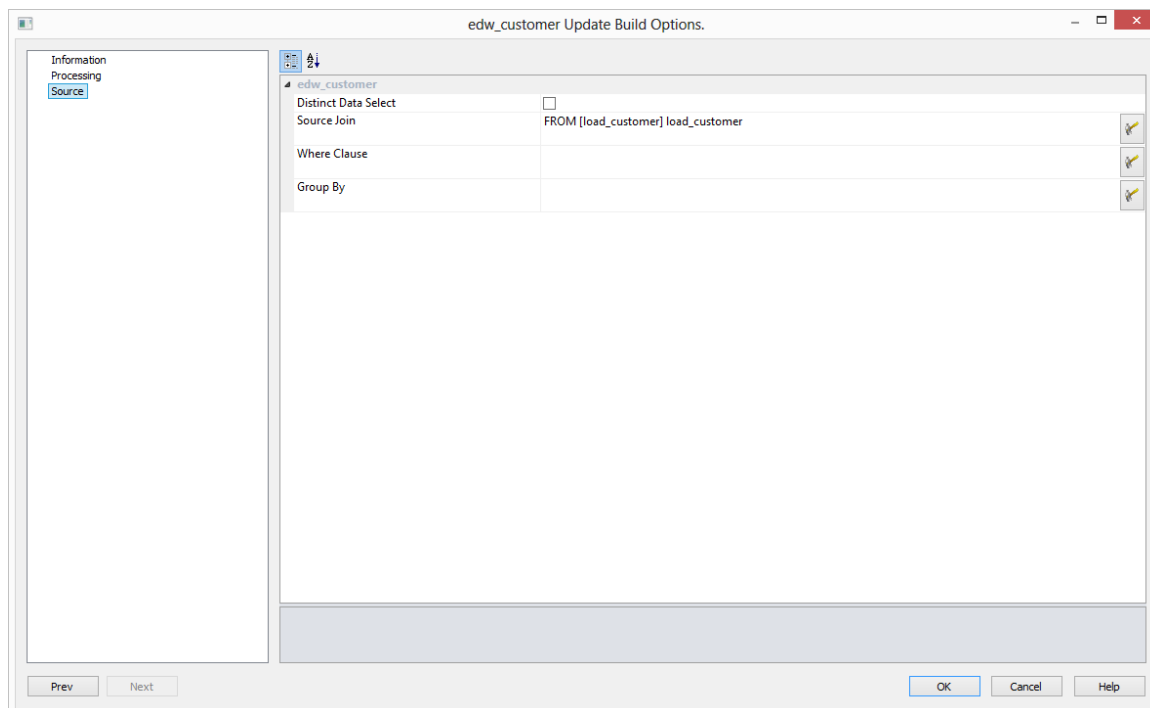 edw_customer Update Build Options.
Information
Processing
Source
edw_customer
Distinct Data Select
Source Join FROM [load_customer] load_customer
Where Clause
Group By
Prev Next OK Cancel Help